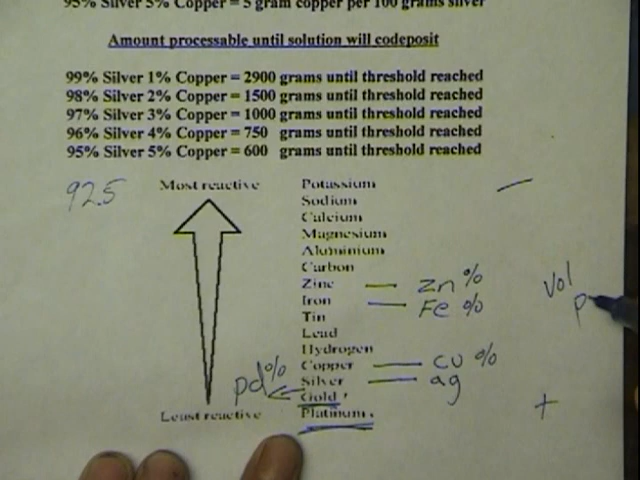 95% Silver 5% Copper = 5 gram copper per 100 grams silver
Amount processable until solution will codeposit
99% Silver 1% Copper = 2900 grams until threshold reached
98% Silver 2% Copper = 1500 grams until threshold reached
97% Silver 3% Copper = 1000 grams until threshold reached
96% Silver 4% Copper = 750 grams until threshold reached
95% Silver 5% Copper = 600 grams until threshold reached
92.5 Most reactive Potassium –
Sodium
Calcium
Magnesium
Aluminium
Carbon
Zinc — Zn % Vol
Iron — Fe % P
Tin
Lead
Hydrogen
Copper — Cu %
pd% Silver — ag
Gold +
Least reactive Platinum